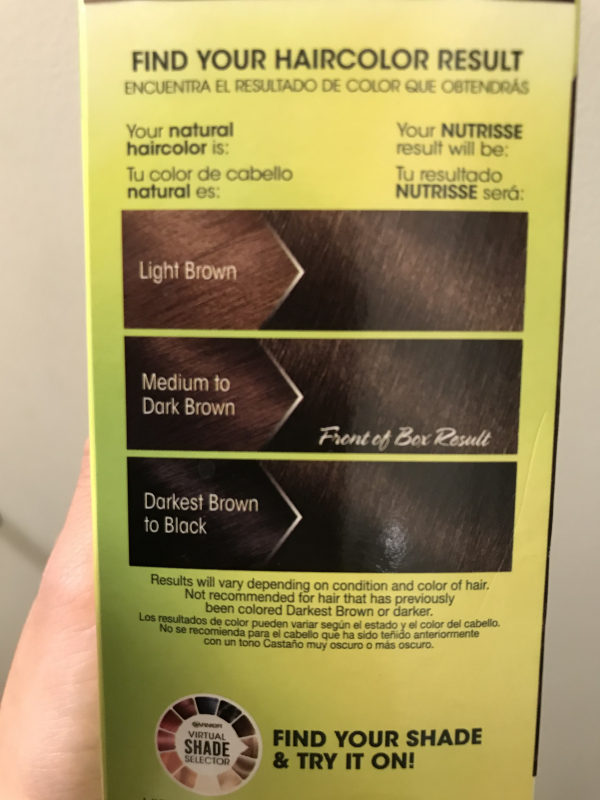 FIND YOUR HAIRCOLOR RESULT
ENCUENTRA EL RESULTADO DE COLOR QUE OBTENDRÁS
Your natural
haircolor is:
Tu color de cabello
natural es:
Your NUTRISSE
result will be:
Tu resultado
NUTRISSE será:
Light Brown
Medium to
Dark Brown
Front of Box Result
Darkest Brown
to Black
Results will vary depending on condition and color of hair.
Not recommended for hair that has previously
been colored Darkest Brown or darker.
Los resultados de color pueden variar según el estado y el color del cabello.
No se recomienda para el cabello que ha sido teñido anteriormente
con un tono Castaño muy oscuro o más oscuro.
GARNIER
VIRTUAL
SHADE
SELECTOR
FIND YOUR SHADE
& TRY IT ON!